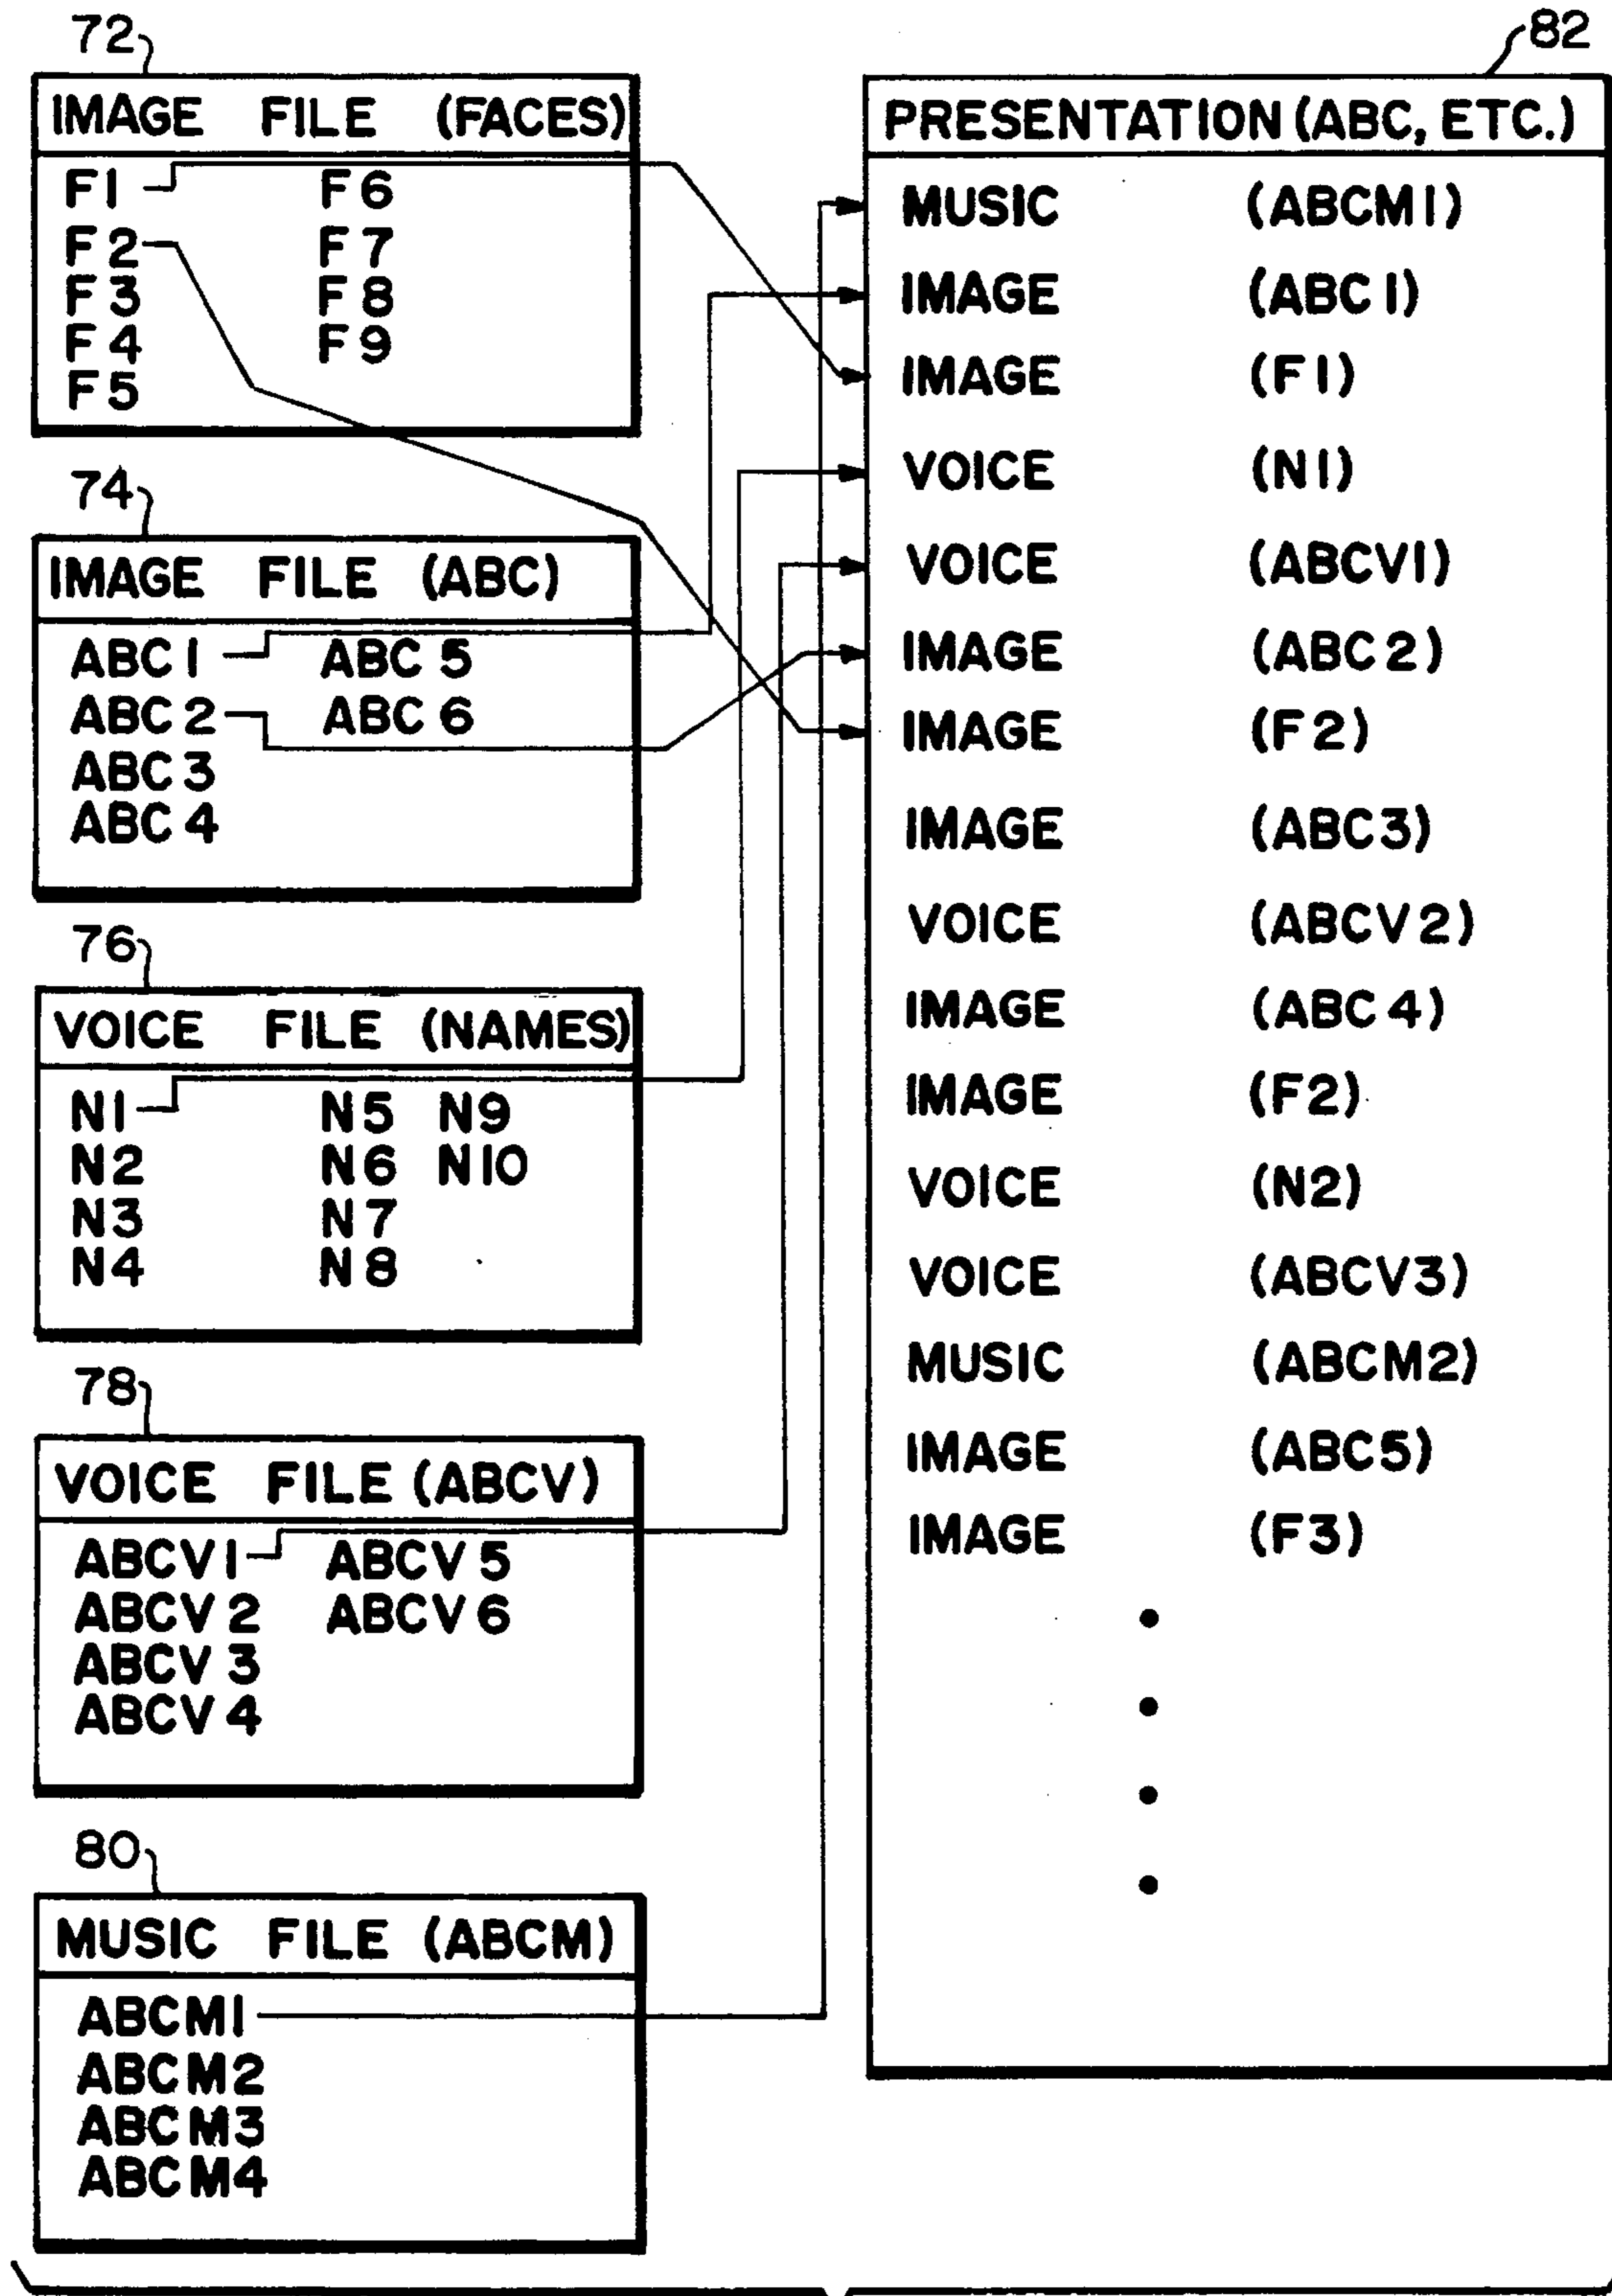 72
IMAGE FILE (FACES)
F1 F6
F2 F7
F3 F8
F4 F9
F5
74
IMAGE FILE (ABC)
ABC1 ABC5
ABC2 ABC6
ABC3
ABC4
76
VOICE FILE (NAMES)
N1 N5 N9
N2 N6 N10
N3 N7
N4 N8
78
VOICE FILE (ABCV)
ABCV1 ABCV5
ABCV2 ABCV6
ABCV3
ABCV4
80
MUSIC FILE (ABCM)
ABCM1
ABCM2
ABCM3
ABCM4
82
PRESENTATION (ABC, ETC.)
MUSIC (ABCM1)
IMAGE (ABC1)
IMAGE (F1)
VOICE (N1)
VOICE (ABCV1)
IMAGE (ABC2)
IMAGE (F2)
IMAGE (ABC3)
VOICE (ABCV2)
IMAGE (ABC4)
IMAGE (F2)
VOICE (N2)
VOICE (ABCV3)
MUSIC (ABCM2)
IMAGE (ABC5)
IMAGE (F3)